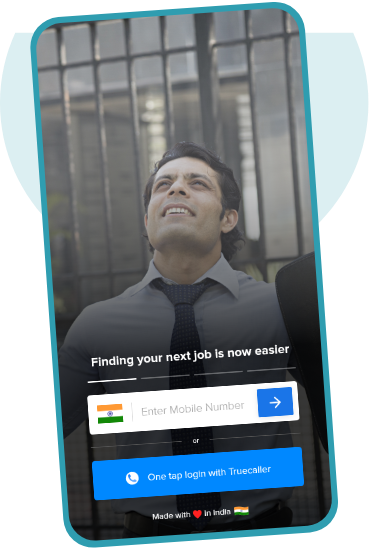 Finding your next job is now easier
Enter Mobile Number
or
One tap login with Truecaller
Made with ❤️ in India 🇮🇳